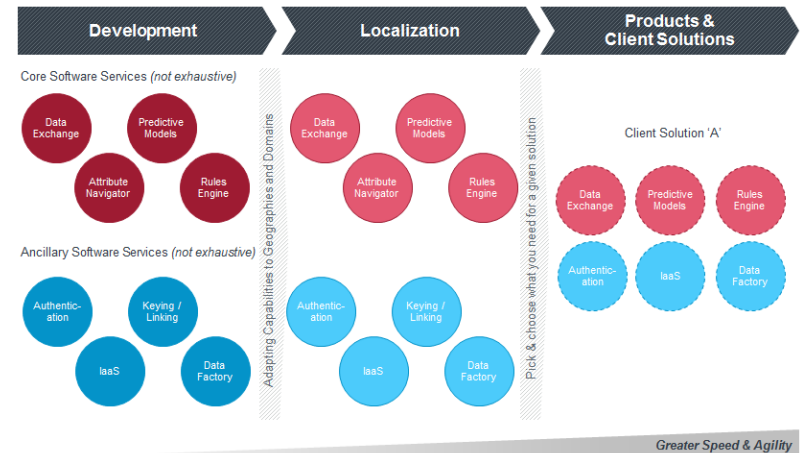 Development
Localization
Products &
Client Solutions
Core Software Services (not exhaustive)
Data
Exchange
Predictive
Models
Attribute
Navigator
Rules
Engine
Ancillary Software Services (not exhaustive)
Authentic-
ation
Keying /
Linking
IaaS
Data
Factory
Adapting Capabilities to Geographies and Domains
Data
Exchange
Predictive
Models
Attribute
Navigator
Rules
Engine
Authentic-
ation
Keying /
Linking
IaaS
Data
Factory
Pick & choose what you need for a given solution
Client Solution ‘A’
Data
Exchange
Predictive
Models
Rules
Engine
Authentic-
ation
IaaS
Data
Factory
Greater Speed & Agility